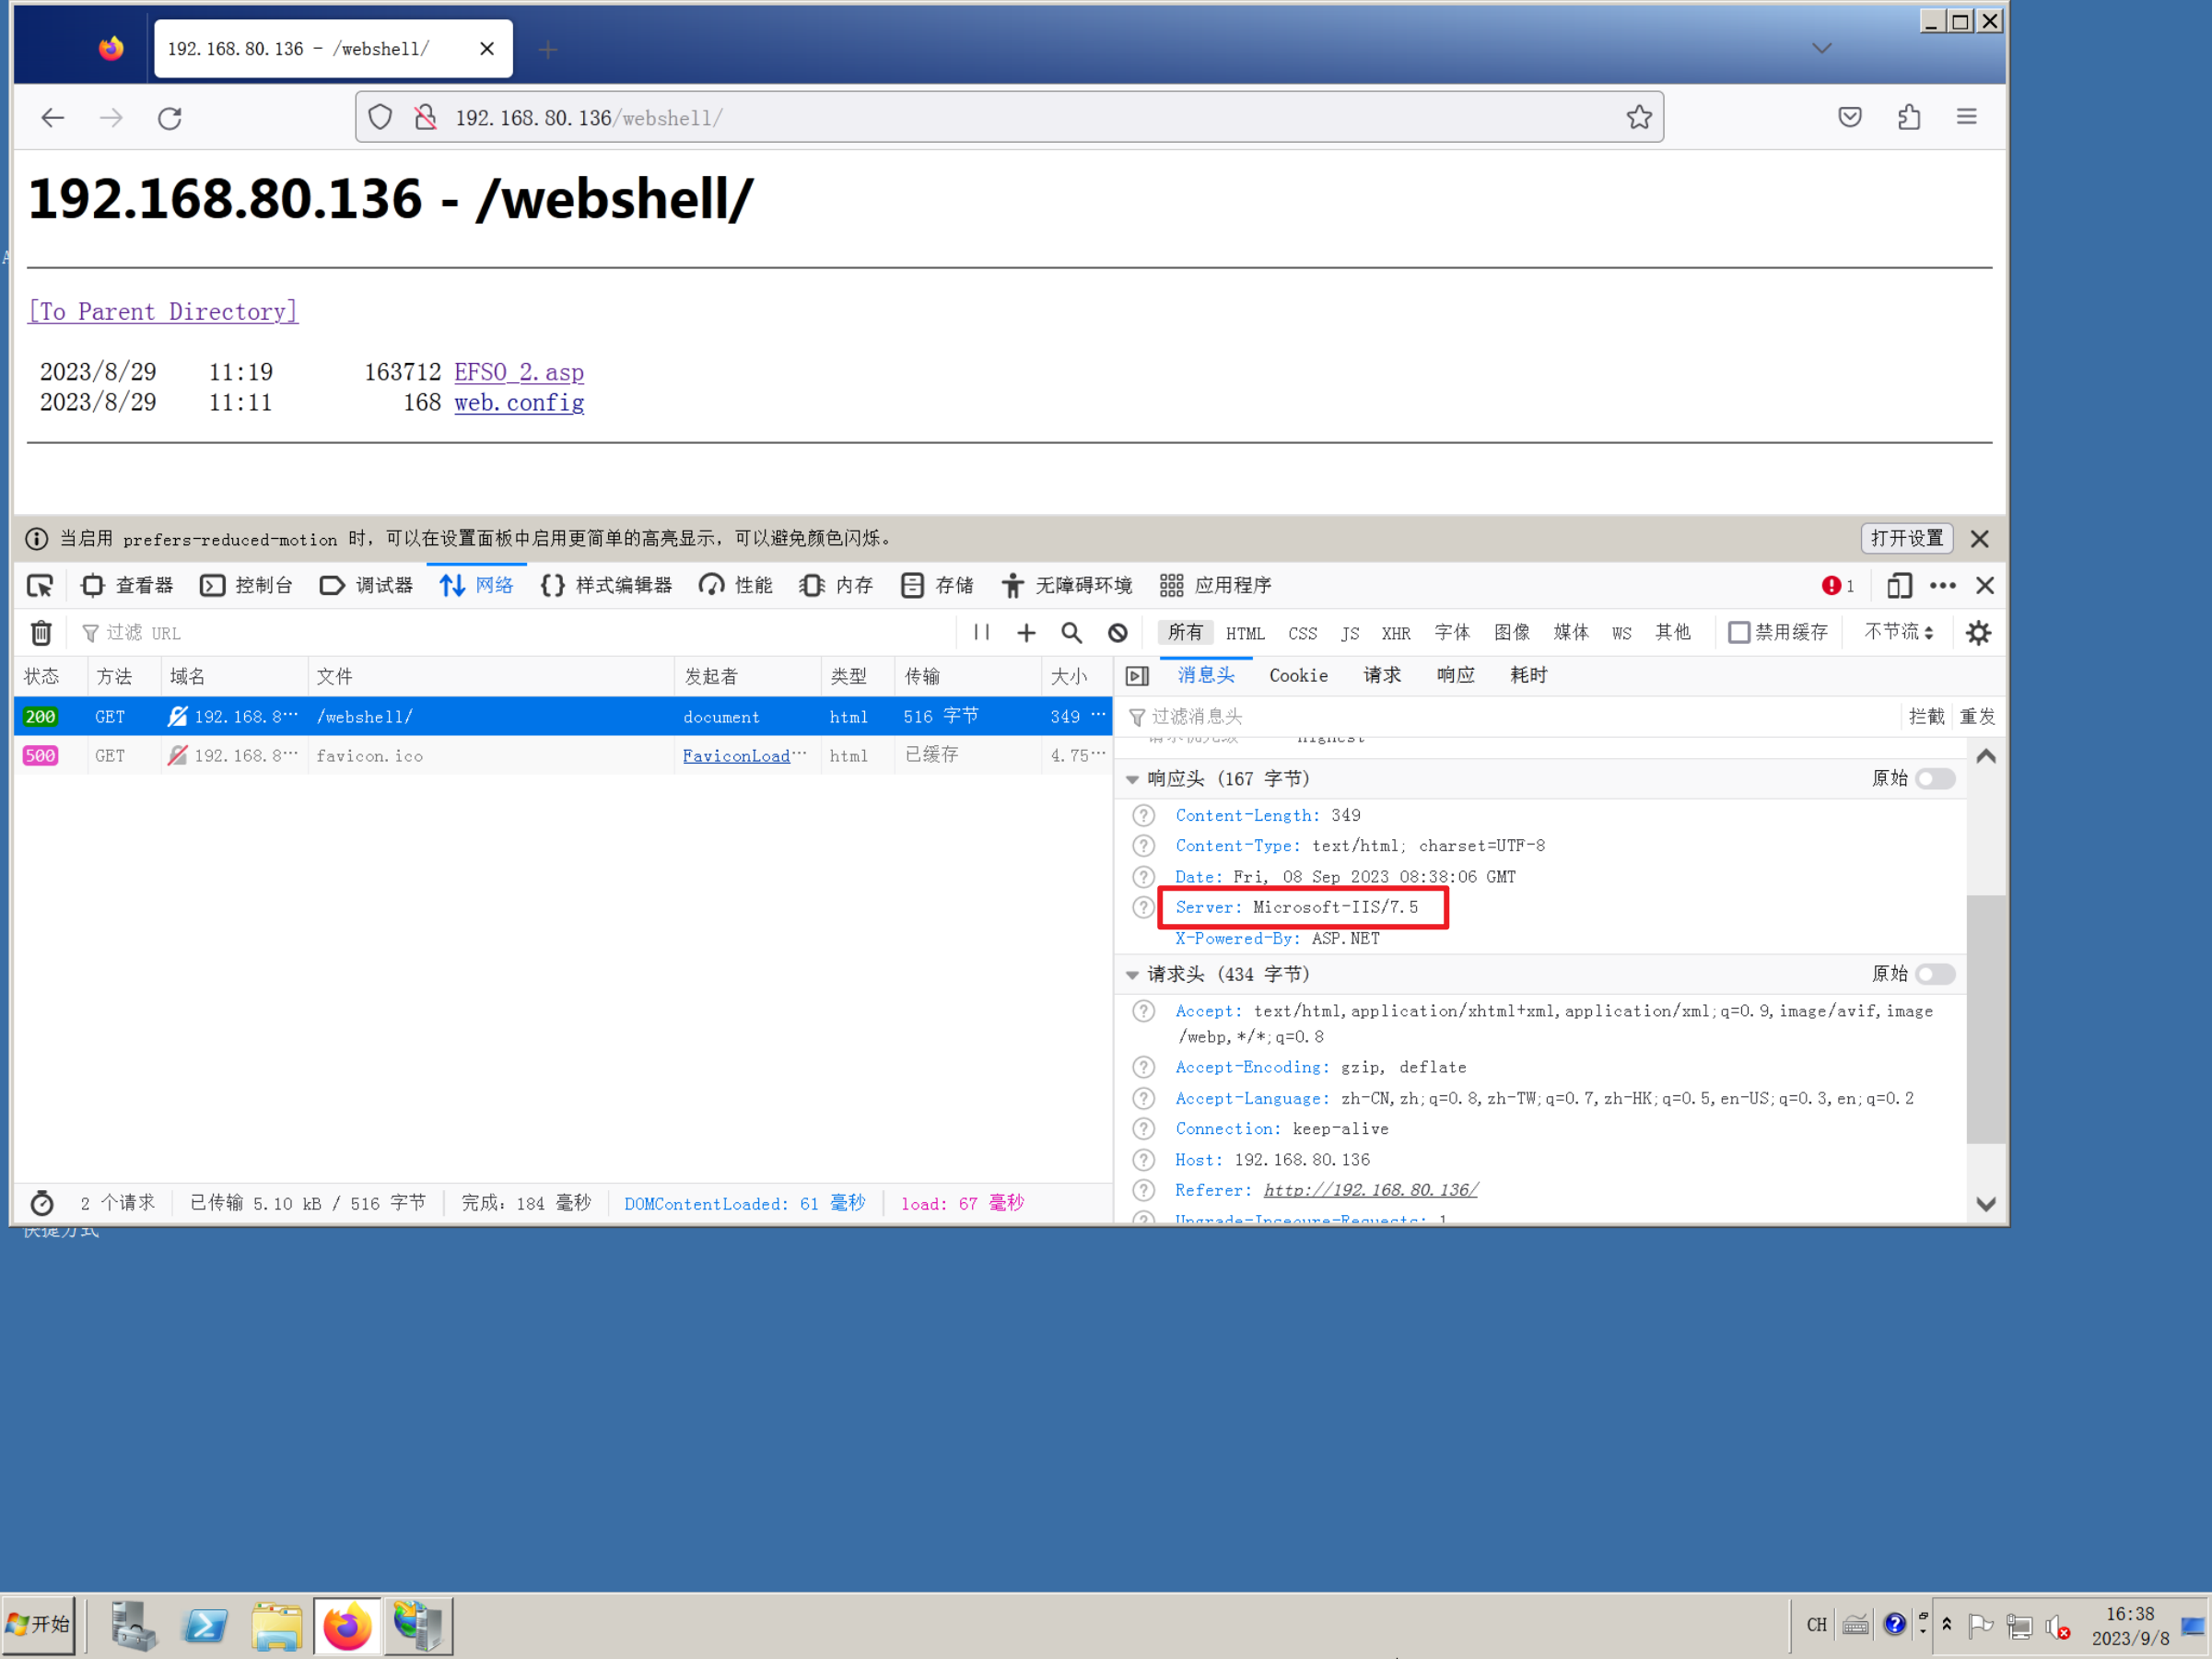 192.168.80.136 - /webshell/
192.168.80.136/webshell/
192.168.80.136 - /webshell/
[To Parent Directory]
2023/8/29 11:19 163712 EFSO_2.asp
2023/8/29 11:11 168 web.config
当启用 prefers-reduced-motion 时，可以在设置面板中启用更简单的高亮显示，可以避免颜色闪烁。 打开设置
查看器 控制台 调试器 网络 样式编辑器 性能 内存 存储 无障碍环境 应用程序 1
过滤 URL 所有 HTML CSS JS XHR 字体 图像 媒体 WS 其他 禁用缓存 不节流
状态 方法 域名 文件 发起者 类型 传输 大小
200 GET 192.168.8… /webshell/ document html 516 字节 349 …
500 GET 192.168.8… favicon.ico FaviconLoad… html 已缓存 4.75…
消息头 Cookie 请求 响应 耗时
过滤消息头 拦截 重发
请求优先级 Highest
响应头 (167 字节) 原始
Content-Length: 349
Content-Type: text/html; charset=UTF-8
Date: Fri, 08 Sep 2023 08:38:06 GMT
Server: Microsoft-IIS/7.5
X-Powered-By: ASP.NET
请求头 (434 字节) 原始
Accept: text/html,application/xhtml+xml,application/xml;q=0.9,image/avif,image
/webp,*/*;q=0.8
Accept-Encoding: gzip, deflate
Accept-Language: zh-CN,zh;q=0.8,zh-TW;q=0.7,zh-HK;q=0.5,en-US;q=0.3,en;q=0.2
Connection: keep-alive
Host: 192.168.80.136
Referer: http://192.168.80.136/
Upgrade-Insecure-Requests: 1
2 个请求 已传输 5.10 kB / 516 字节 完成: 184 毫秒 DOMContentLoaded: 61 毫秒 load: 67 毫秒
快捷方式
开始 CH 16:38
2023/9/8